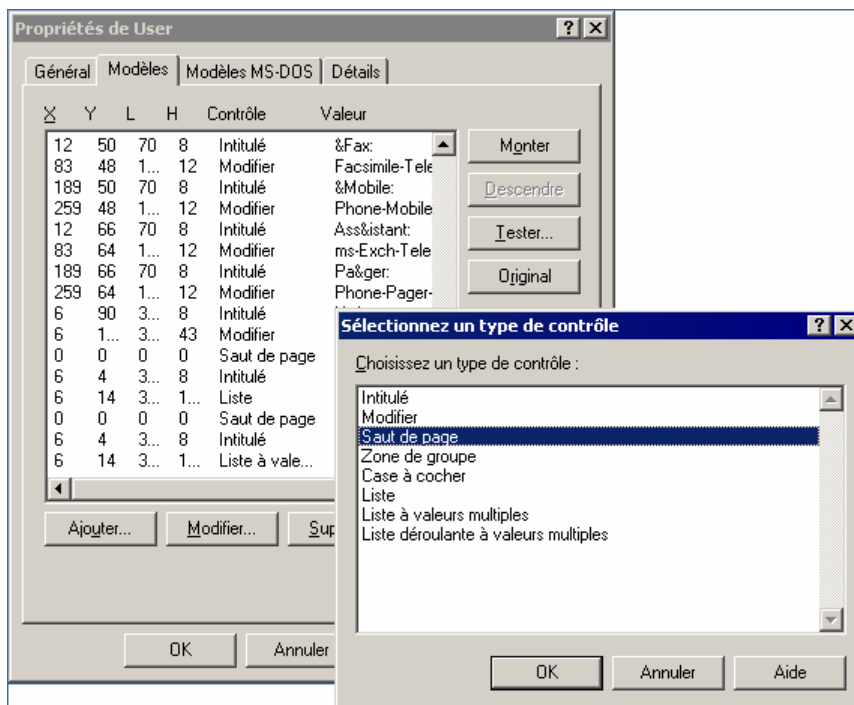 Propriétés de User
Général Modèles Modèles MS-DOS Détails
X Y L H Contrôle Valeur
12 50 70 8 Intitulé &Fax:
83 48 1... 12 Modifier Facsimile-Tele
189 50 70 8 Intitulé &Mobile:
259 48 1... 12 Modifier Phone-Mobile
12 66 70 8 Intitulé Ass&istant:
83 64 1... 12 Modifier ms-Exch-Tele
189 66 70 8 Intitulé Pa&ger:
259 64 1... 12 Modifier Phone-Pager-
6 90 3... 8 Intitulé
6 1... 3... 43 Modifier
0 0 0 0 Saut de page
6 4 3... 8 Intitulé
6 14 3... 1... Liste
0 0 0 0 Saut de page
6 4 3... 8 Intitulé
6 14 3... 1... Liste à vale...
Monter
Descendre
Tester...
Original
Ajouter... Modifier... Sup
OK Annuler
Sélectionnez un type de contrôle
Choisissez un type de contrôle :
Intitulé
Modifier
Saut de page
Zone de groupe
Case à cocher
Liste
Liste à valeurs multiples
Liste déroulante à valeurs multiples
OK Annuler Aide